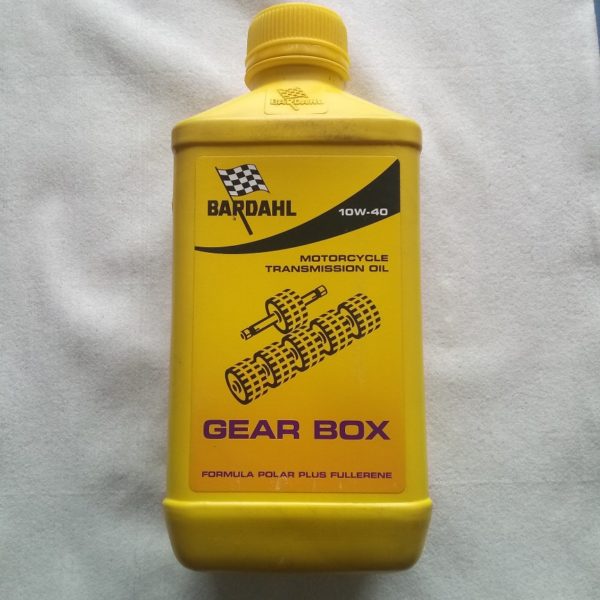 BARDAHL
BARDAHL
10W-40
MOTORCYCLE
TRANSMISSION OIL
GEAR BOX
FORMULA POLAR PLUS FULLERENE